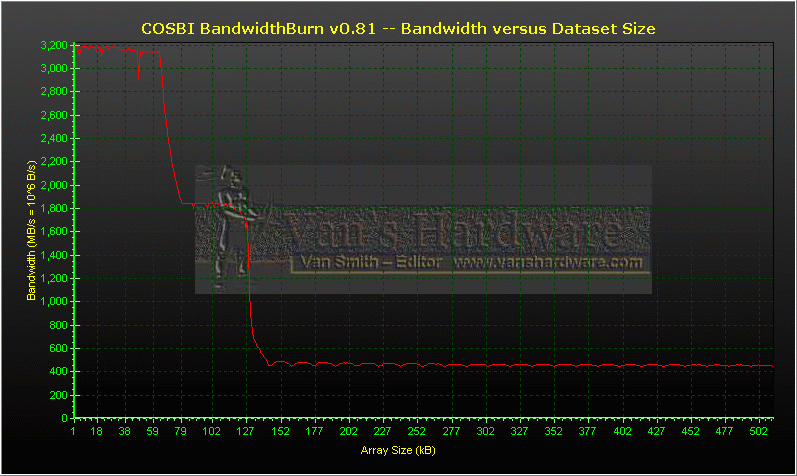 COSBI BandwidthBurn v0.81 -- Bandwidth versus Dataset Size
Bandwidth (MB/s = 10^6 B/s)
3,200
3,000
2,800
2,600
2,400
2,200
2,000
1,800
1,600
1,400
1,200
1,000
800
600
400
200
0
Van's Hardware
Van Smith – Editor www.vanshardware.com
1 18 38 59 79 102 127 152 177 202 227 252 277 302 327 352 377 402 427 452 477 502
Array Size (kB)